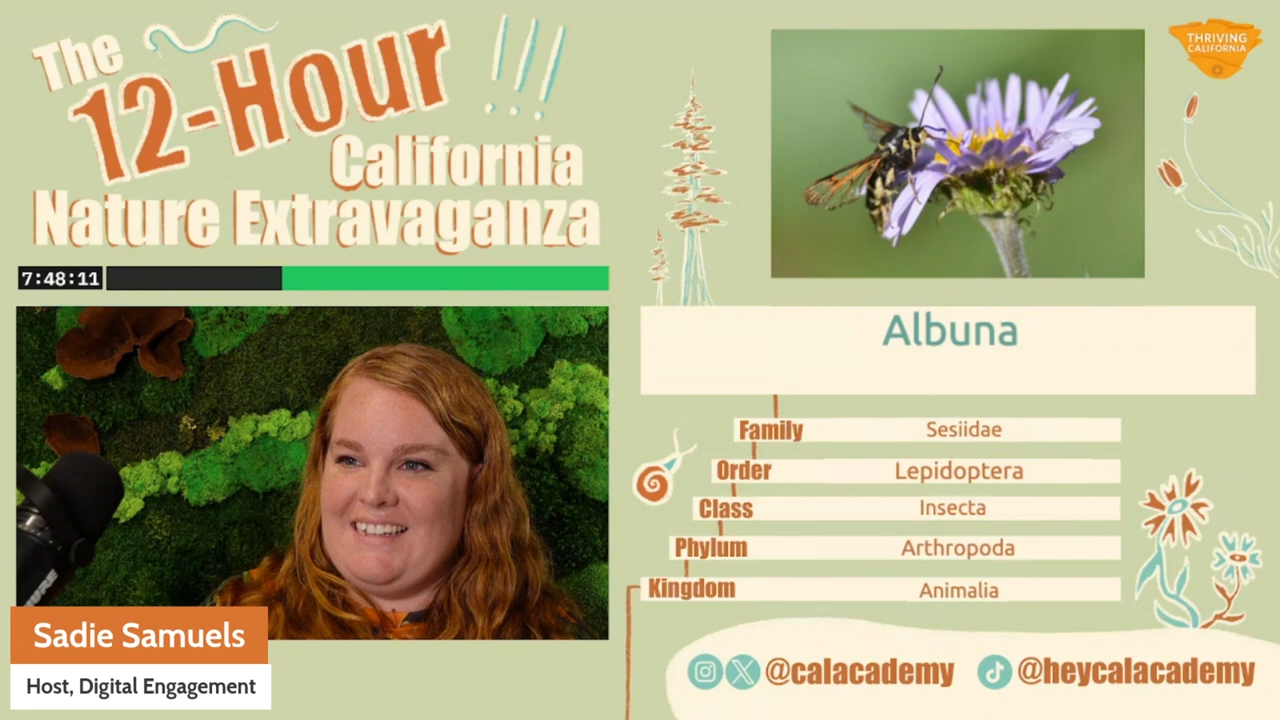 The
12-Hour
!!!
California
Nature Extravaganza
THRIVING
CALIFORNIA
7:48:11
Albuna
Family Sesiidae
Order Lepidoptera
Class Insecta
Phylum Arthropoda
Kingdom Animalia
SHURE
Sadie Samuels
Host, Digital Engagement
@calacademy
@heycalacademy